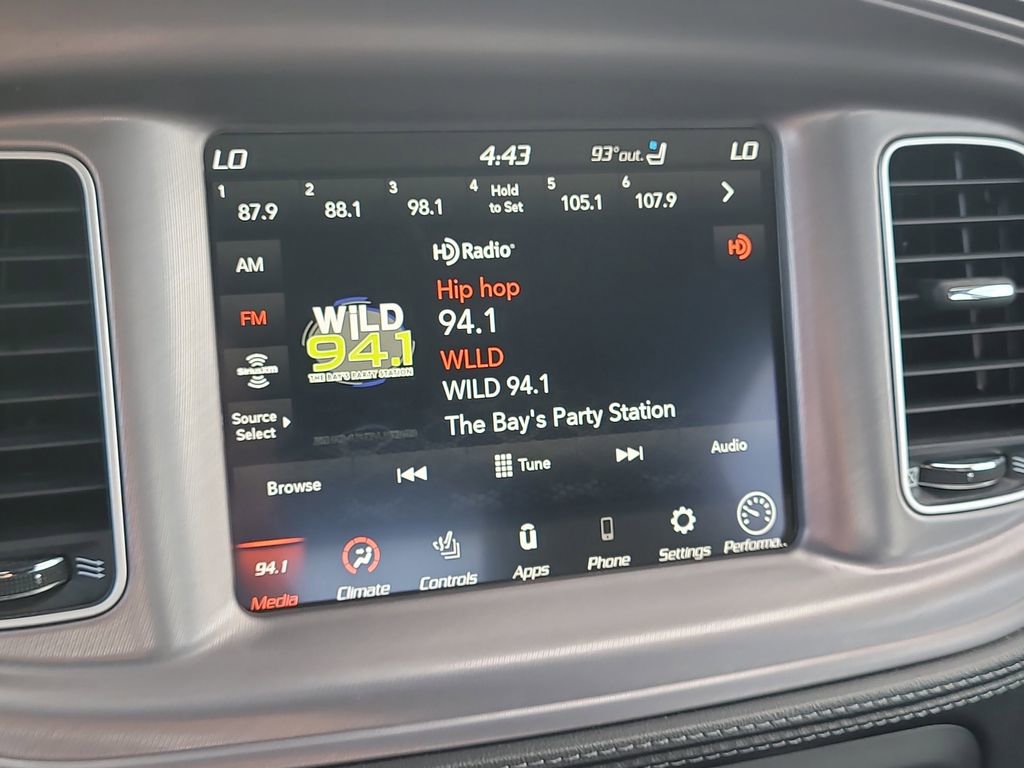 LO 4:43 93°out. LO
1 87.9
2 88.1
3 98.1
4 Hold to Set
5 105.1
6 107.9
HD Radio
AM
FM
SiriusXM
Source
Select
WiLD
94.1
THE BAY'S PARTY STATION
Hip hop
94.1
WLLD
WILD 94.1
The Bay's Party Station
HD
Browse
Tune
Audio
94.1
Media
Climate
Controls
Apps
Phone
Settings
Performa..